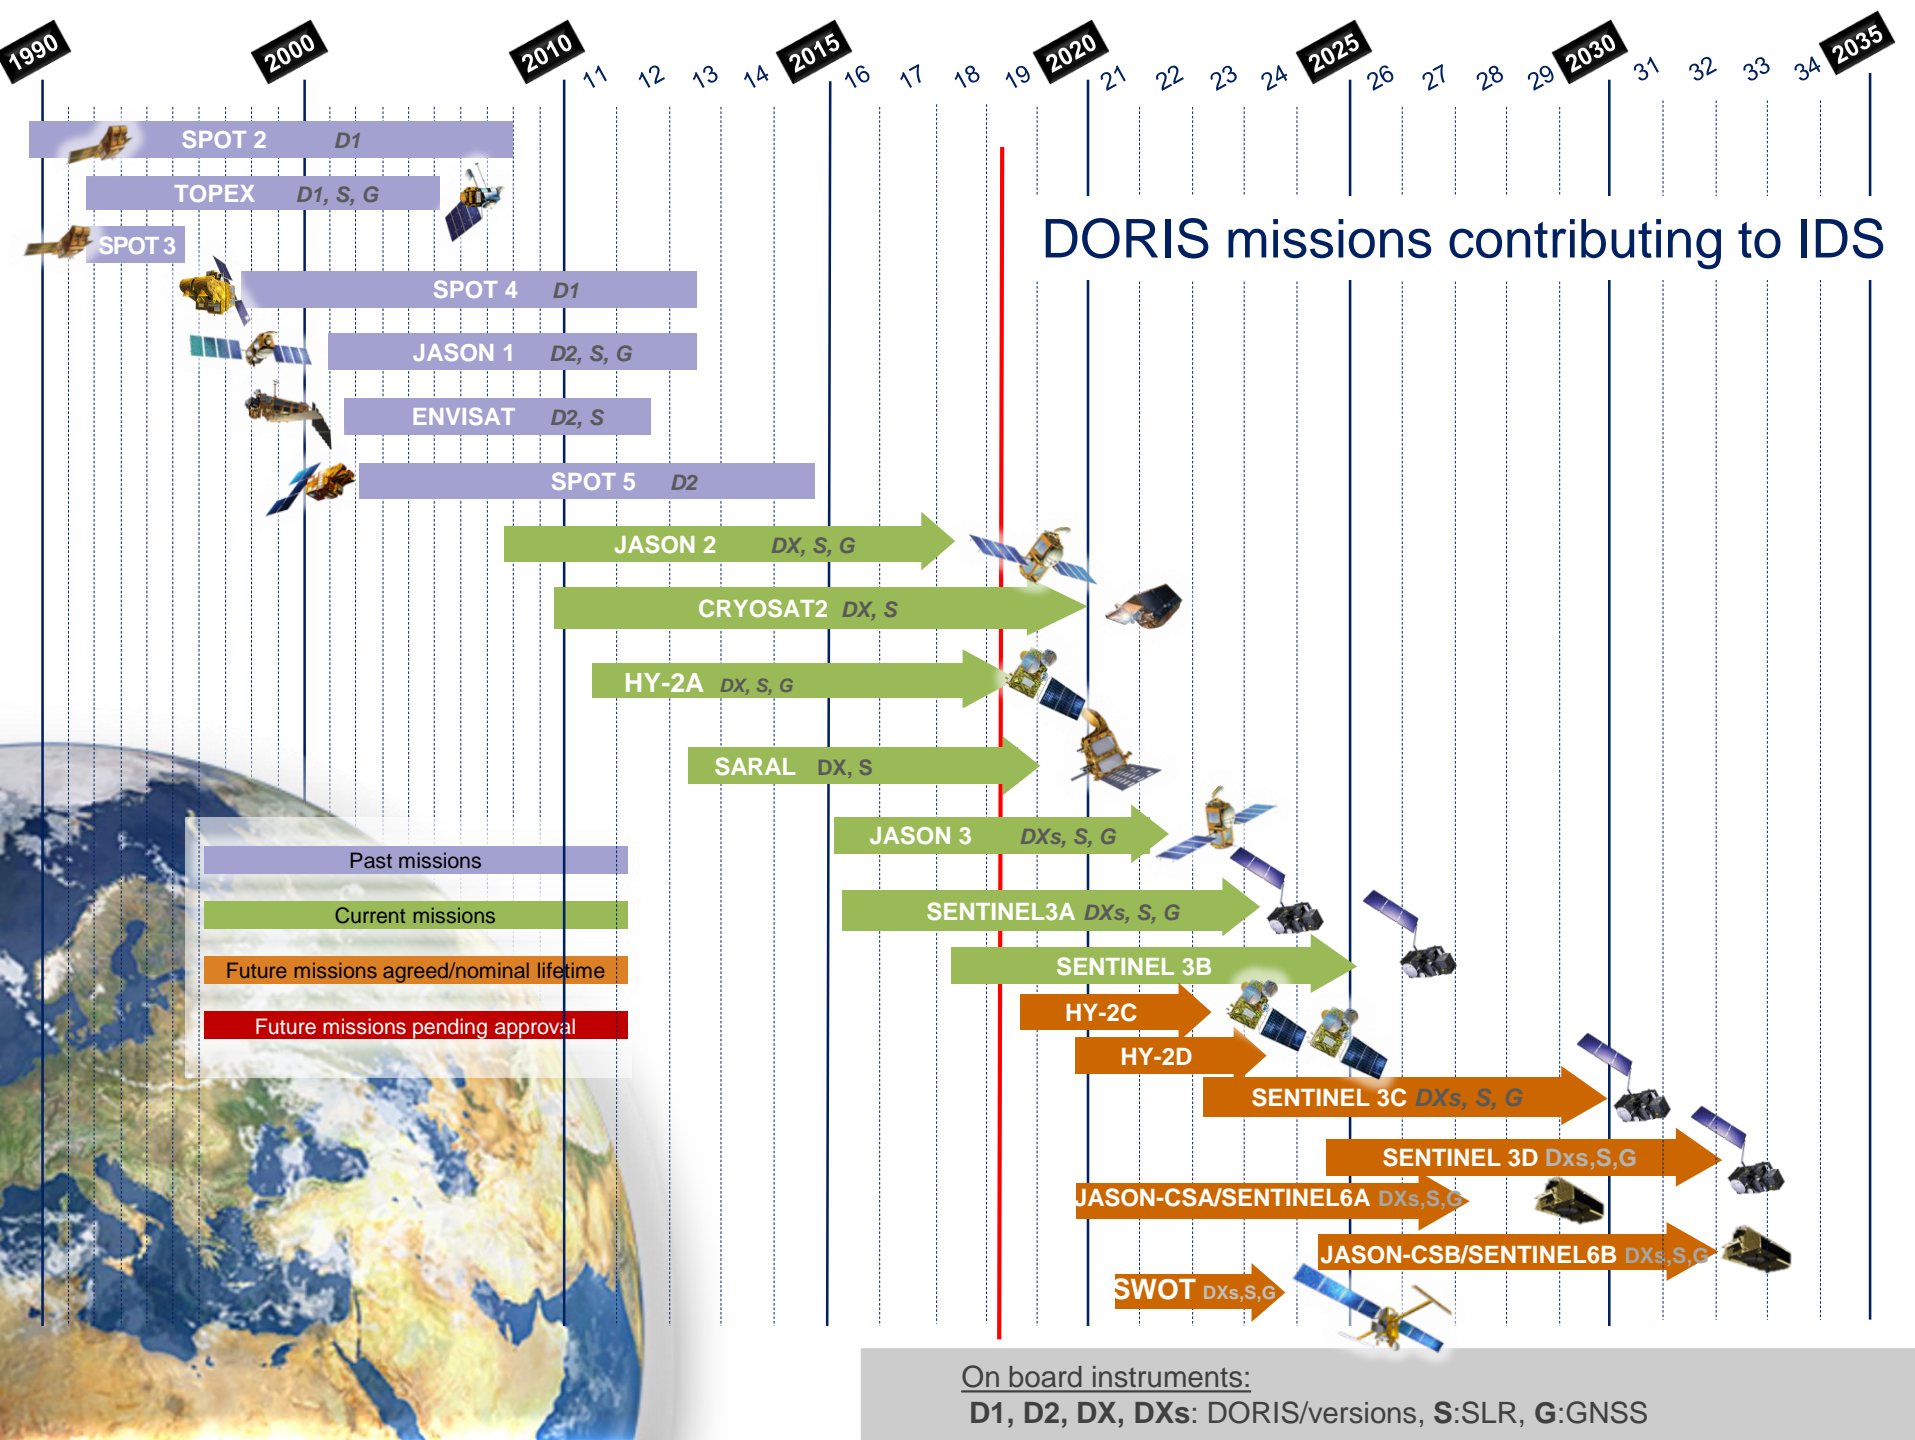 1990 2000 2010 11 12 13 14 2015 16 17 18 19 2020 21 22 23 24 2025 26 27 28 29 2030 31 32 33 34 2035
SPOT 2 D1
TOPEX D1, S, G
SPOT 3
DORIS missions contributing to IDS
SPOT 4 D1
JASON 1 D2, S, G
ENVISAT D2, S
SPOT 5 D2
JASON 2 DX, S, G
CRYOSAT2 DX, S
HY-2A DX, S, G
SARAL DX, S
JASON 3 DXs, S, G
Past missions
Current missions
Future missions agreed/nominal lifetime
Future missions pending approval
SENTINEL3A DXs, S, G
SENTINEL 3B
HY-2C
HY-2D
SENTINEL 3C DXs, S, G
SENTINEL 3D Dxs,S,G
JASON-CSA/SENTINEL6A DXs,S,G
JASON-CSB/SENTINEL6B DXs,S,G
SWOT DXs,S,G
On board instruments:
D1, D2, DX, DXs: DORIS/versions, S:SLR, G:GNSS